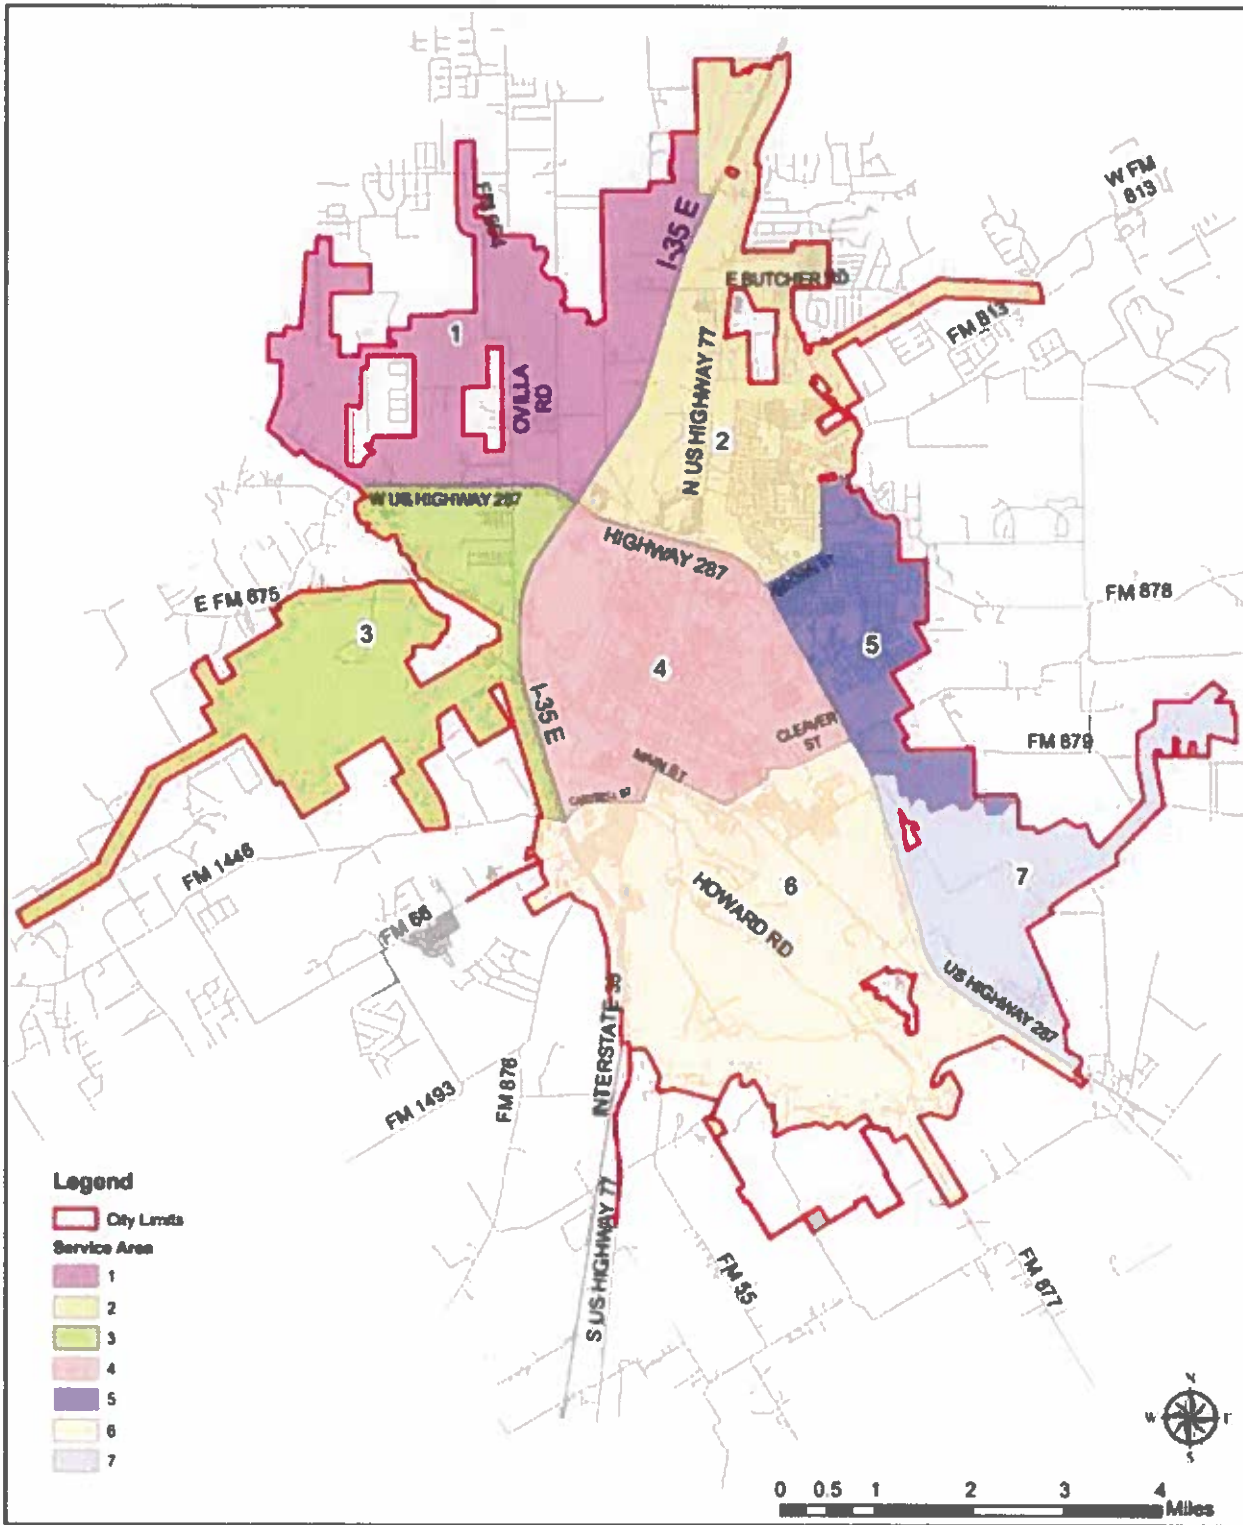 W FM
813
FM 664
I-35 E
E BUTCHER RD
FM 813
1
OVILLA
RD
N US HIGHWAY 77
2
W US HIGHWAY 287
HIGHWAY 287
E FM 875
FM 878
3
4
5
I-35 E
CLEAVER
ST
FM 879
MAIN ST
FM 1446
7
6
HOWARD RD
FM 66
US HIGHWAY 287
INTERSTATE 35
FM 876
FM 1493
S US HIGHWAY 77
FM 55
FM 877
Legend
City Limits
Service Area
1
2
3
4
5
6
7
N
W
E
S
0 0.5 1 2 3 4
Miles